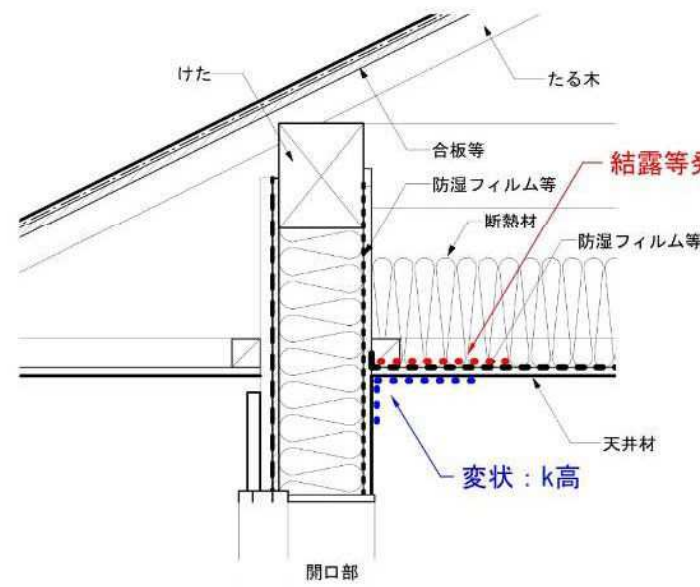 けた
たる木
合板等
結露等
防湿フィルム等
断熱材
防湿フィルム等
天井材
変状：k高
開口部